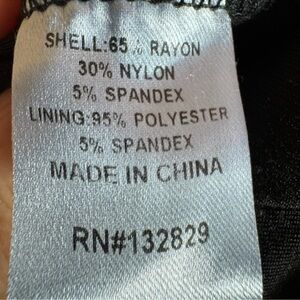 SHELL:65% RAYON
30% NYLON
5% SPANDEX
LINING:95% POLYESTER
5% SPANDEX
MADE IN CHINA
RN#132829